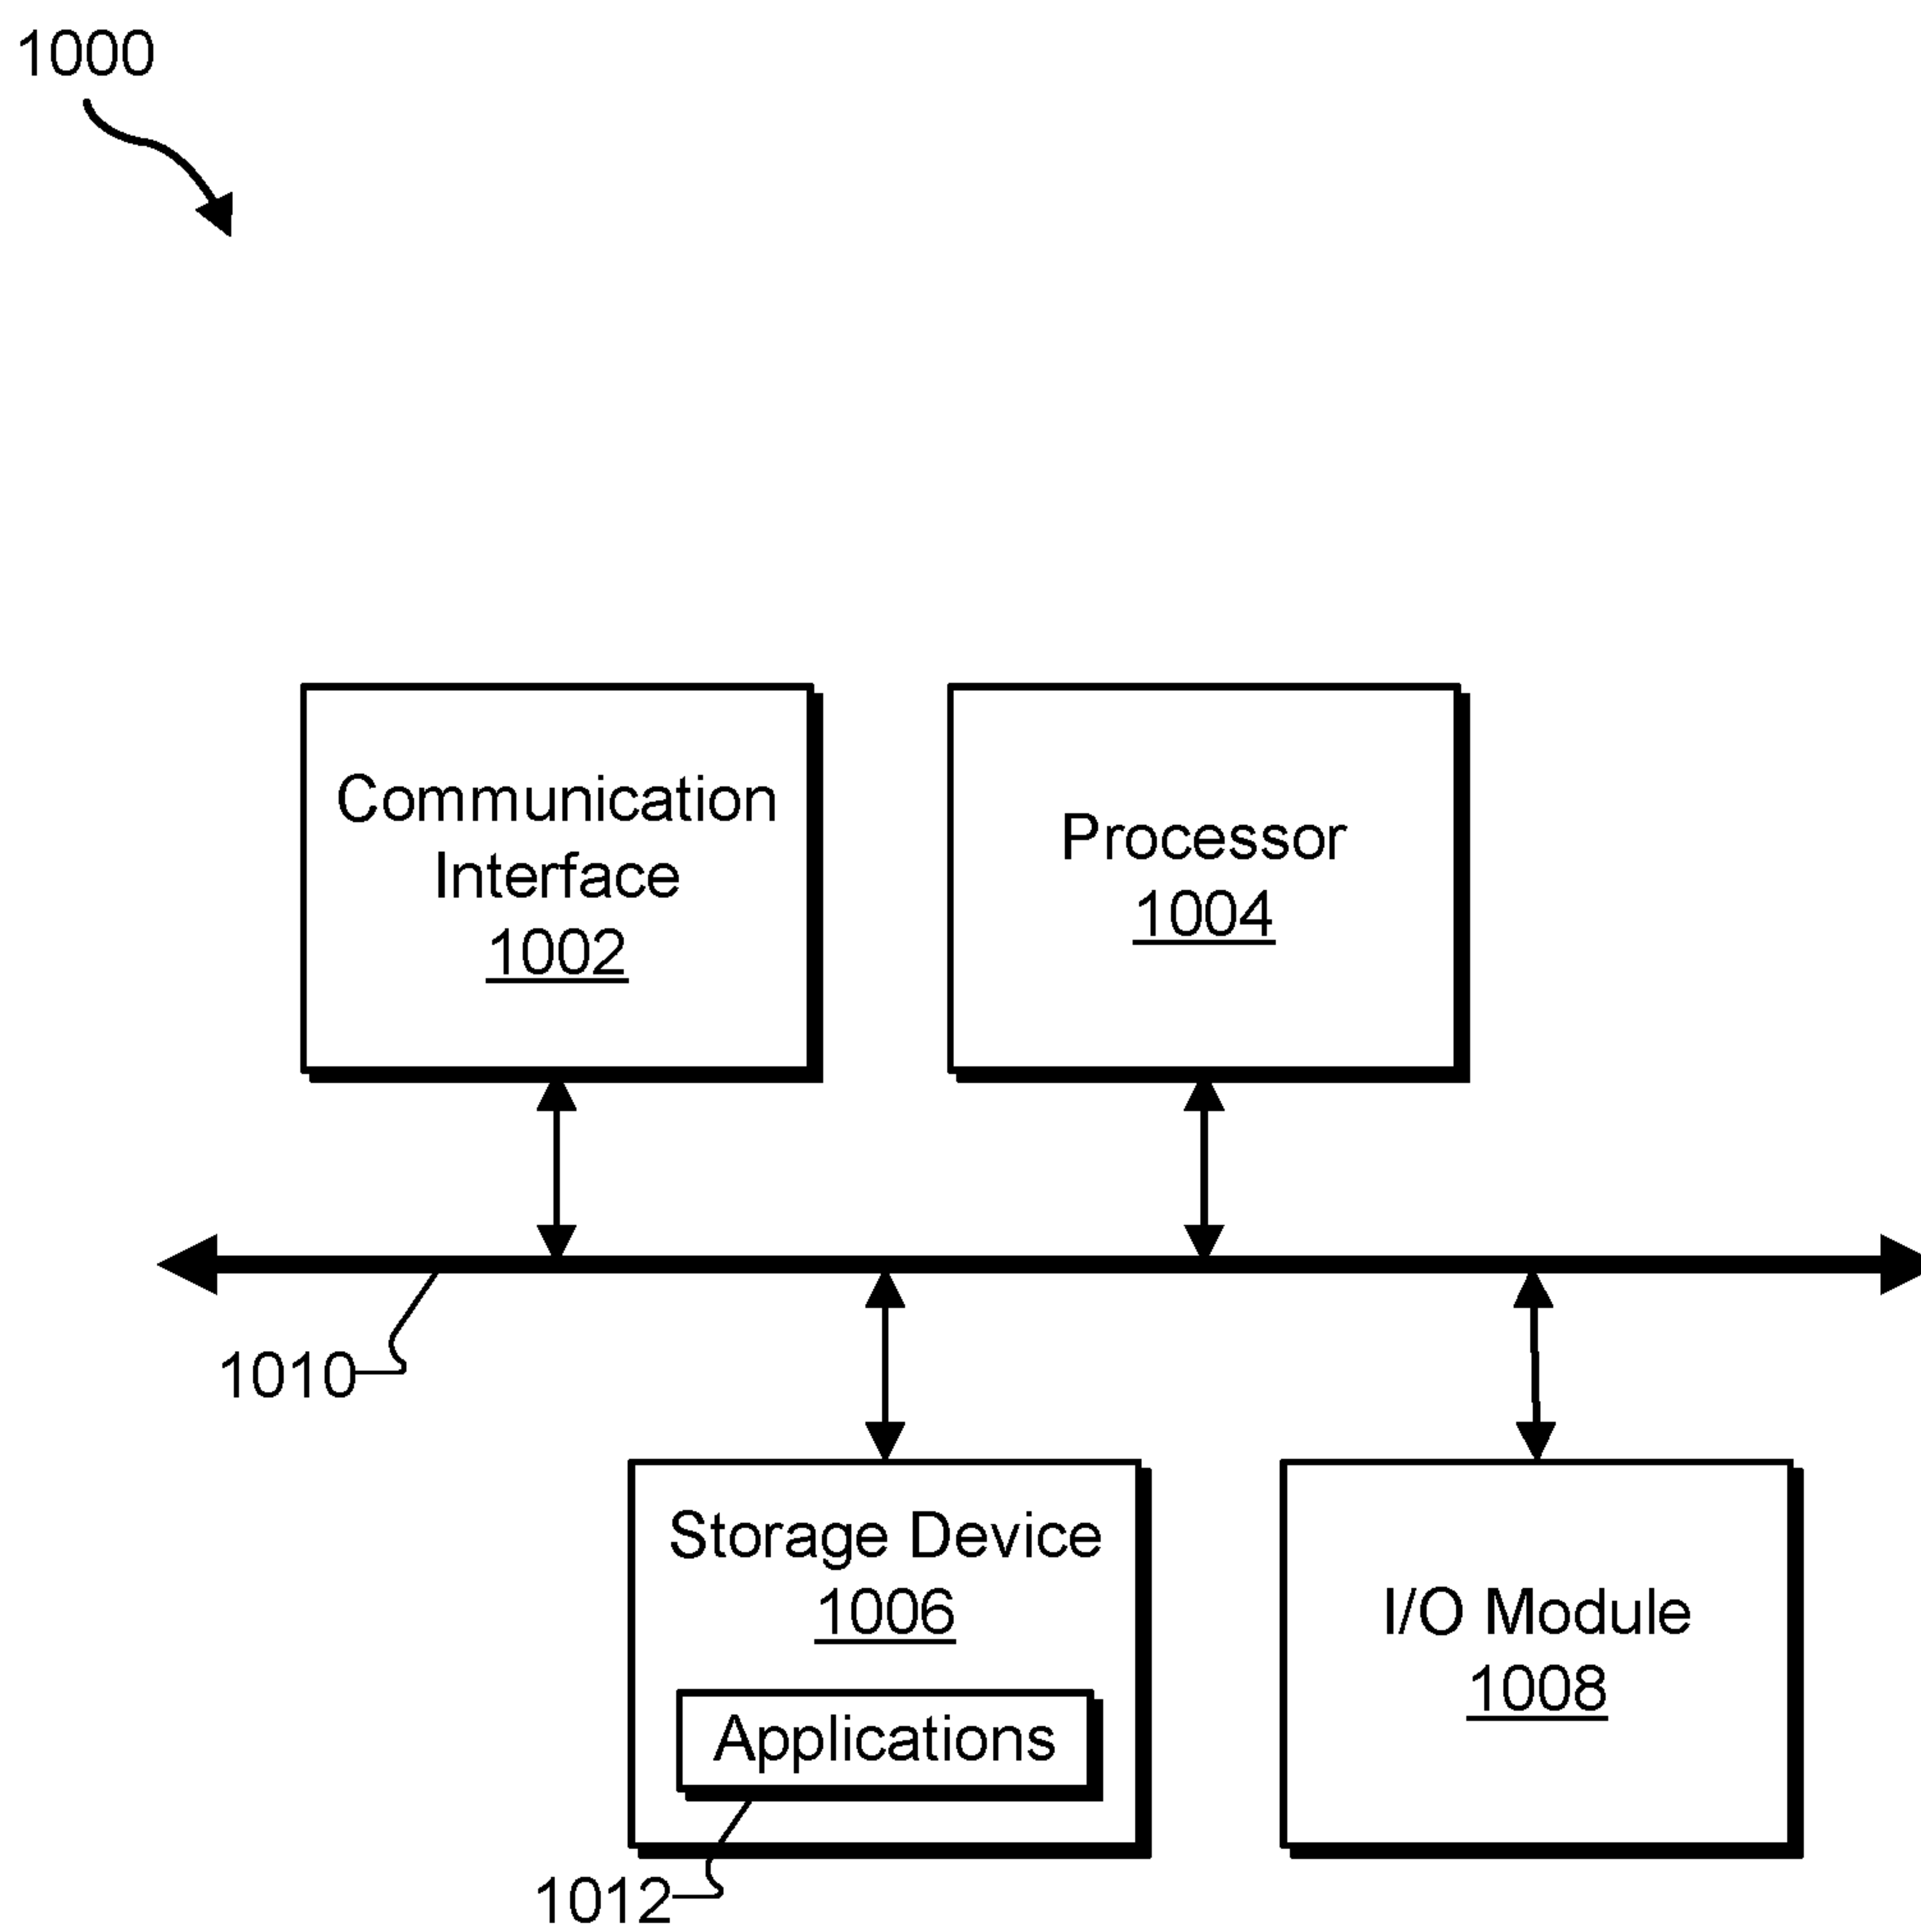 1000
Communication
Interface
1002
Processor
1004
1010
Storage Device
1006
Applications
1012
I/O Module
1008